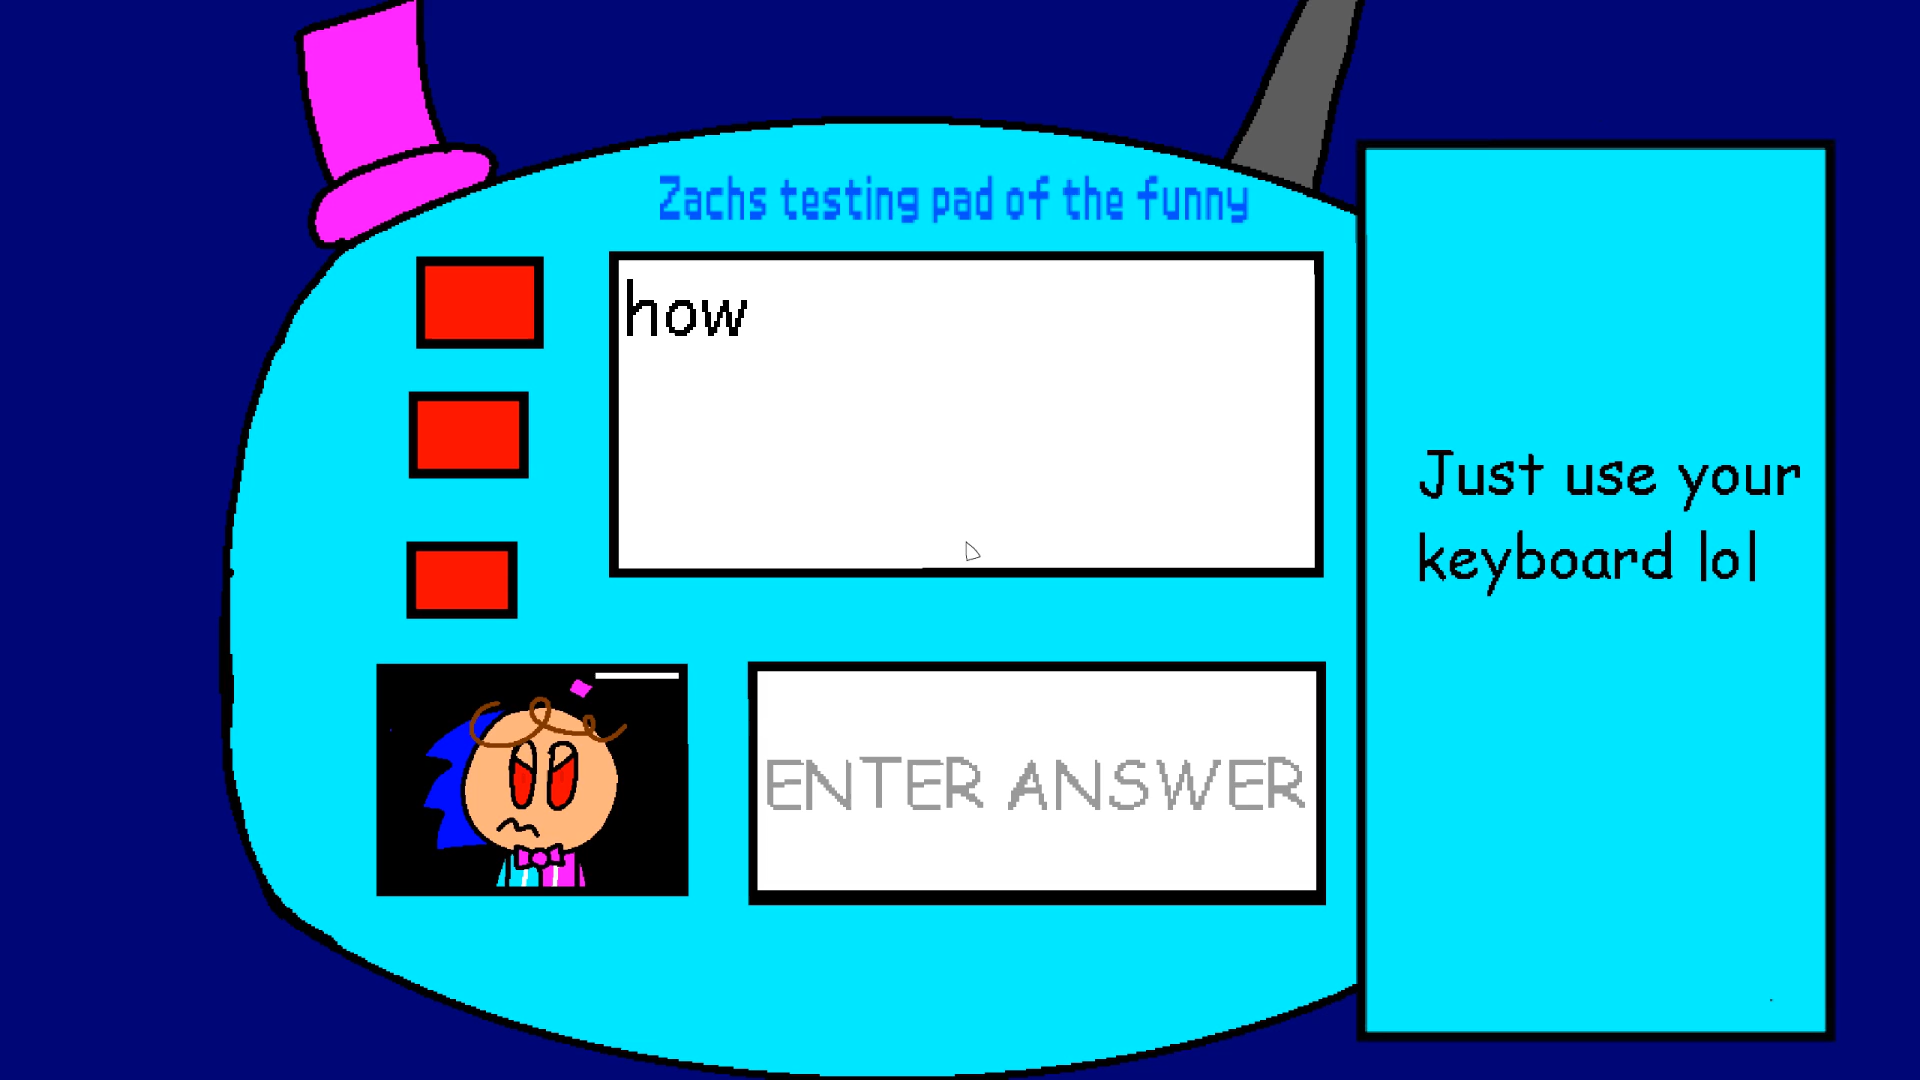 Zachs testing pad of the funny
how
Just use your
keyboard lol
ENTER ANSWER